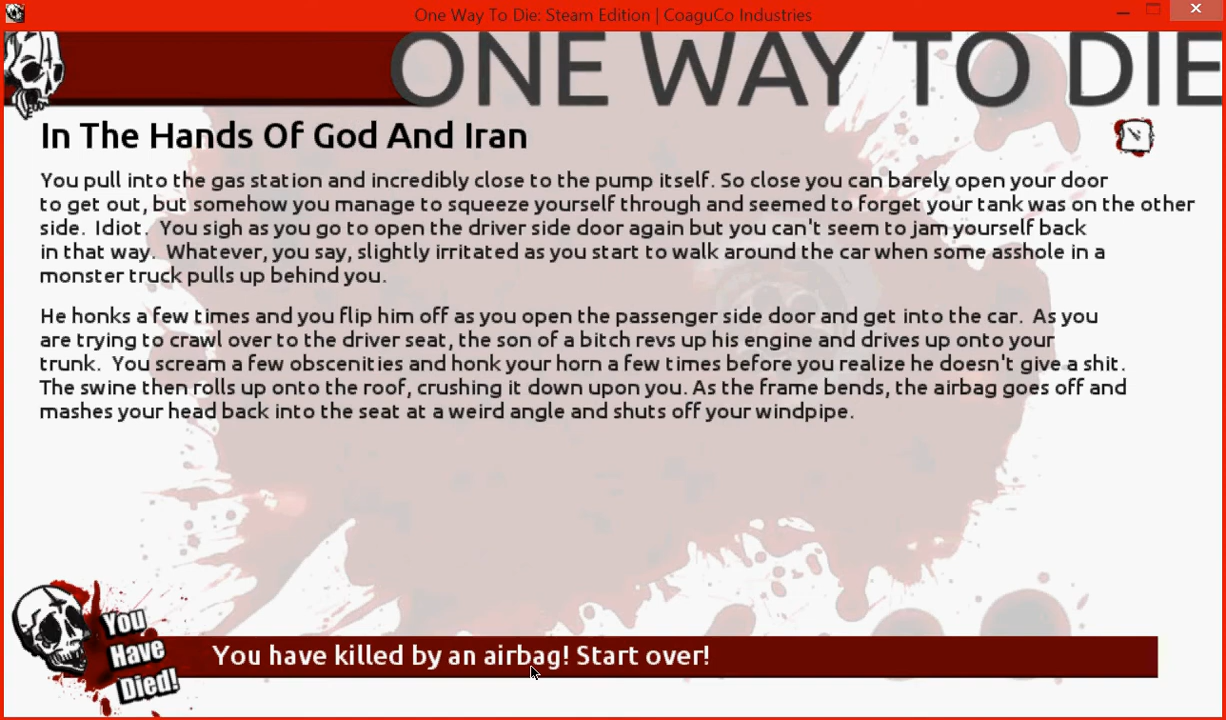 One Way To Die: Steam Edition | CoaguCo Industries
ONE WAY TO DIE
In The Hands Of God And Iran
You pull into the gas station and incredibly close to the pump itself. So close you can barely open your door
to get out, but somehow you manage to squeeze yourself through and seemed to forget your tank was on the other
side.  Idiot.  You sigh as you go to open the driver side door again but you can't seem to jam yourself back
in that way.  Whatever, you say, slightly irritated as you start to walk around the car when some asshole in a
monster truck pulls up behind you.
He honks a few times and you flip him off as you open the passenger side door and get into the car.  As you
are trying to crawl over to the driver seat, the son of a bitch revs up his engine and drives up onto your
trunk.  You scream a few obscenities and honk your horn a few times before you realize he doesn't give a shit.
The swine then rolls up onto the roof, crushing it down upon you. As the frame bends, the airbag goes off and
mashes your head back into the seat at a weird angle and shuts off your windpipe.
You
Have
Died!
You have killed by an airbag! Start over!